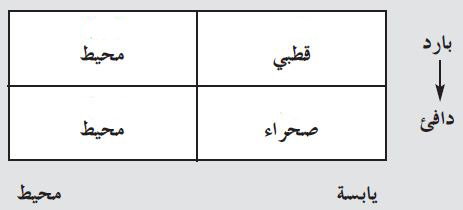 بارد
قطبي محيط
دافئ
صحراء محيط
يابسة محيط